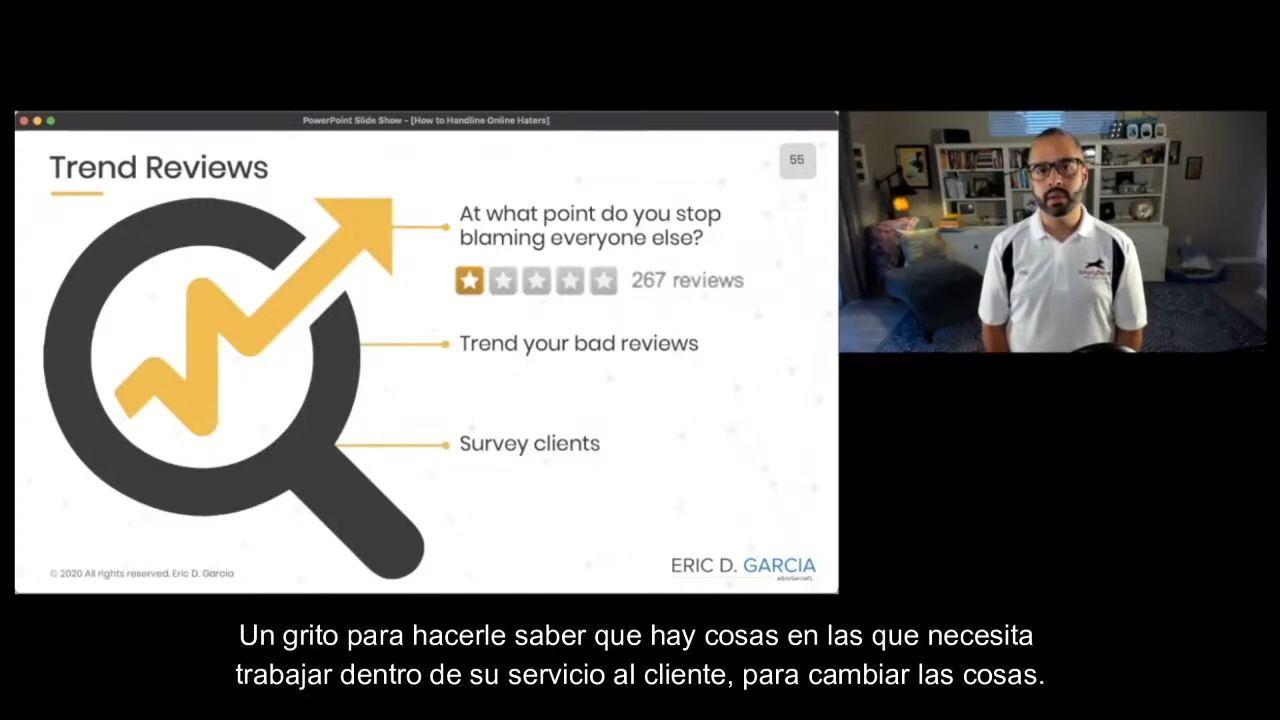 PowerPoint Slide Show - [How to Handline Online Haters]
Trend Reviews
55
At what point do you stop
blaming everyone else?
267 reviews
Trend your bad reviews
Survey clients
© 2020 All rights reserved. Eric D. Garcia
ERIC D. GARCIA
Un grito para hacerle saber que hay cosas en las que necesita
trabajar dentro de su servicio al cliente, para cambiar las cosas.